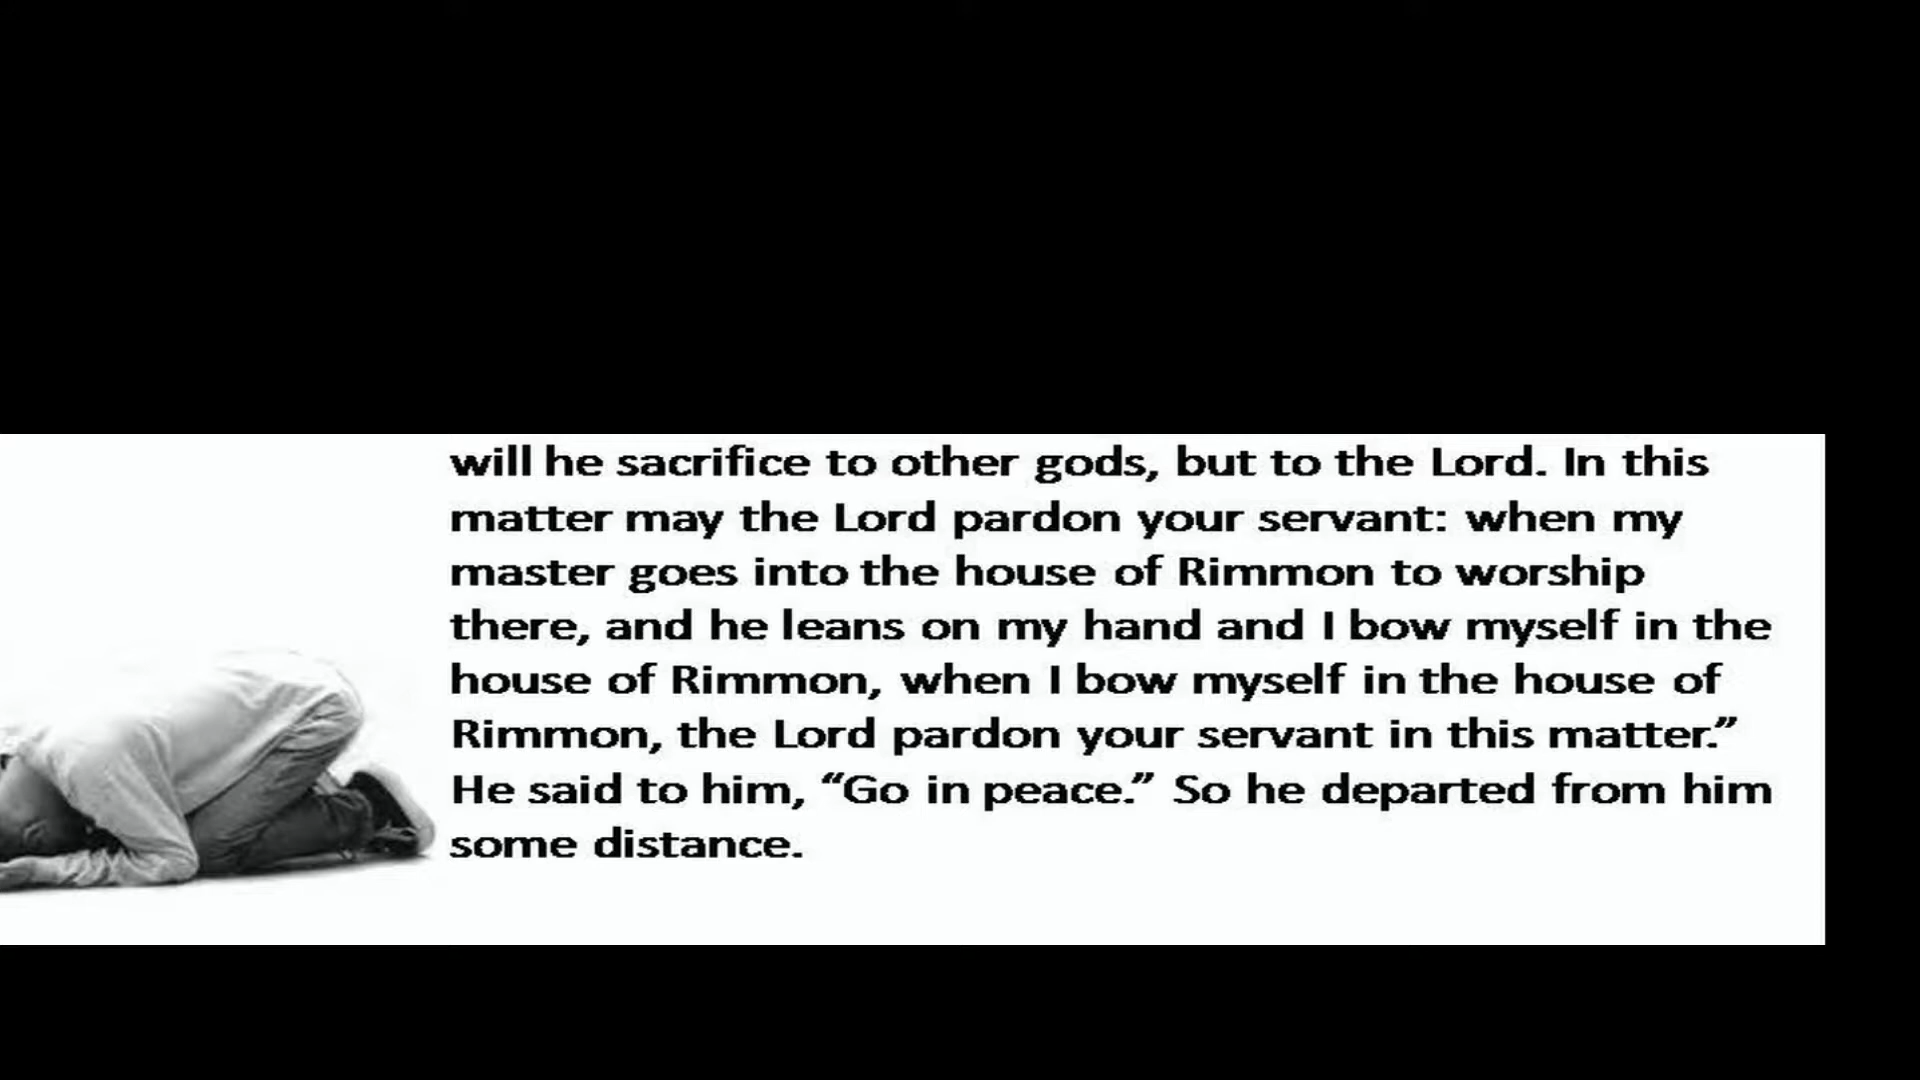 will he sacrifice to other gods, but to the Lord. In this
matter may the Lord pardon your servant: when my
master goes into the house of Rimmon to worship
there, and he leans on my hand and I bow myself in the
house of Rimmon, when I bow myself in the house of
Rimmon, the Lord pardon your servant in this matter.”
He said to him, “Go in peace.” So he departed from him
some distance.